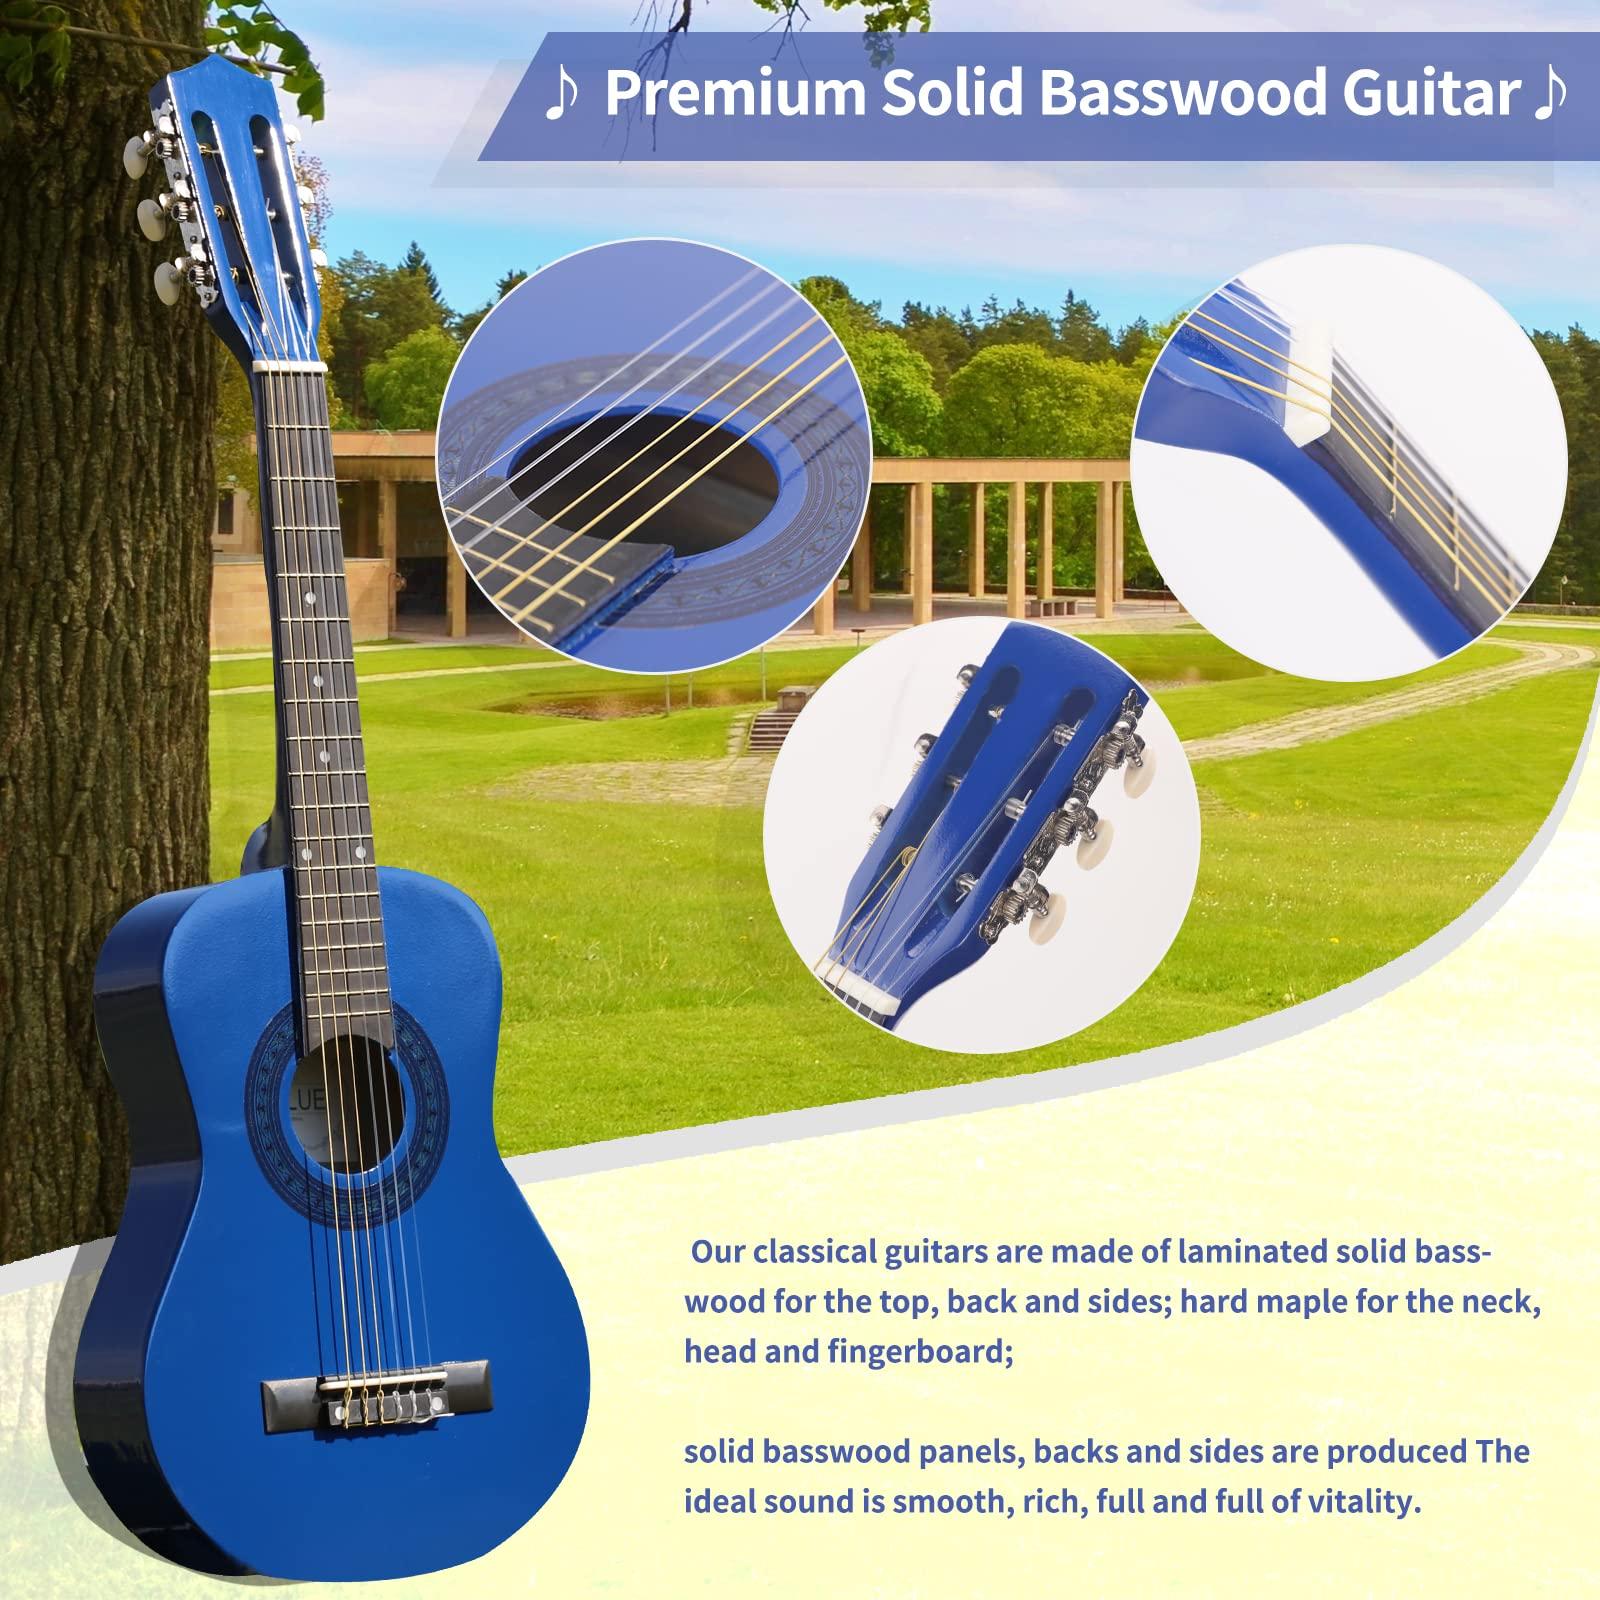 ♪ Premium Solid Basswood Guitar ♪
LUE
Our classical guitars are made of laminated solid bass-
wood for the top, back and sides; hard maple for the neck,
head and fingerboard;
solid basswood panels, backs and sides are produced The
ideal sound is smooth, rich, full and full of vitality.